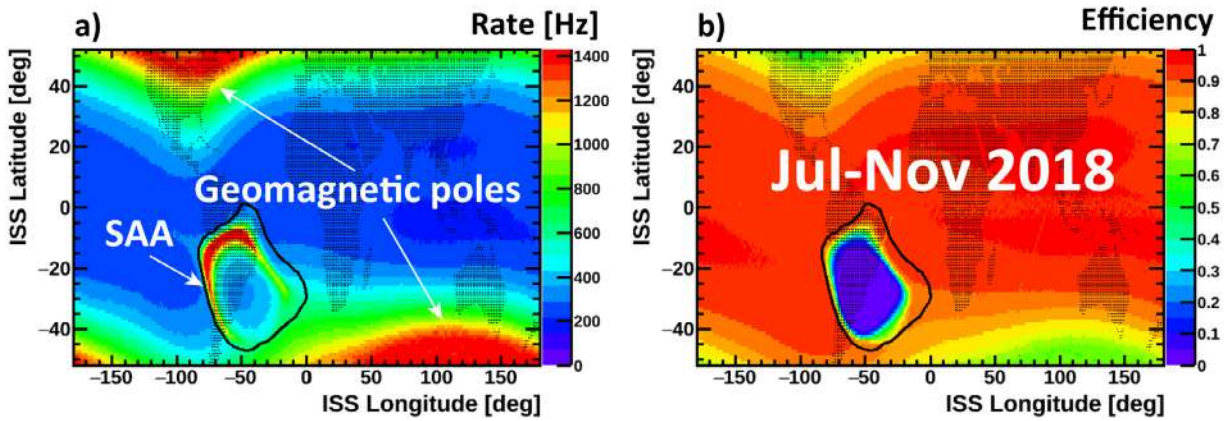 a) Rate [Hz]
ISS Latitude [deg]
40
20
0
−20
−40
Geomagnetic poles
SAA
−150 −100 −50 0 50 100 150
ISS Longitude [deg]
1400
1200
1000
800
600
400
200
0
b) Efficiency
ISS Latitude [deg]
40
20
0
−20
−40
Jul-Nov 2018
−150 −100 −50 0 50 100 150
ISS Longitude [deg]
1
0.9
0.8
0.7
0.6
0.5
0.4
0.3
0.2
0.1
0